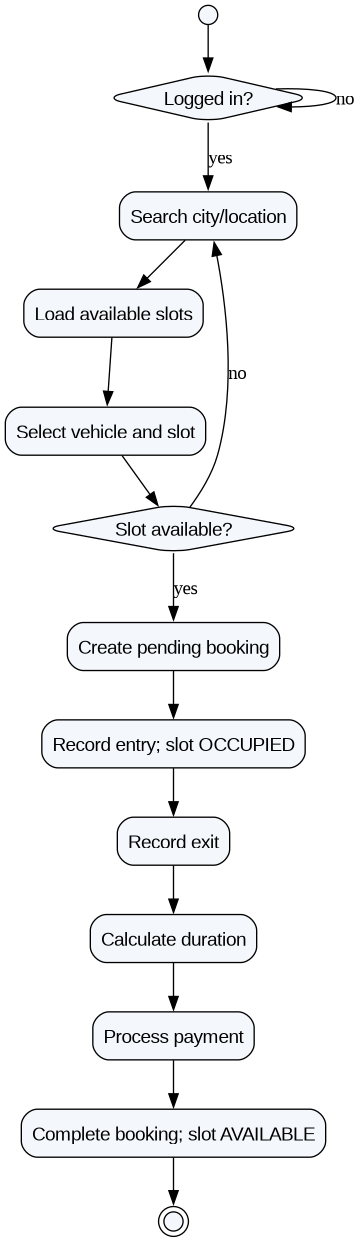 Logged in?
no
yes
Search city/location
Load available slots
no
Select vehicle and slot
Slot available?
yes
Create pending booking
Record entry; slot OCCUPIED
Record exit
Calculate duration
Process payment
Complete booking; slot AVAILABLE